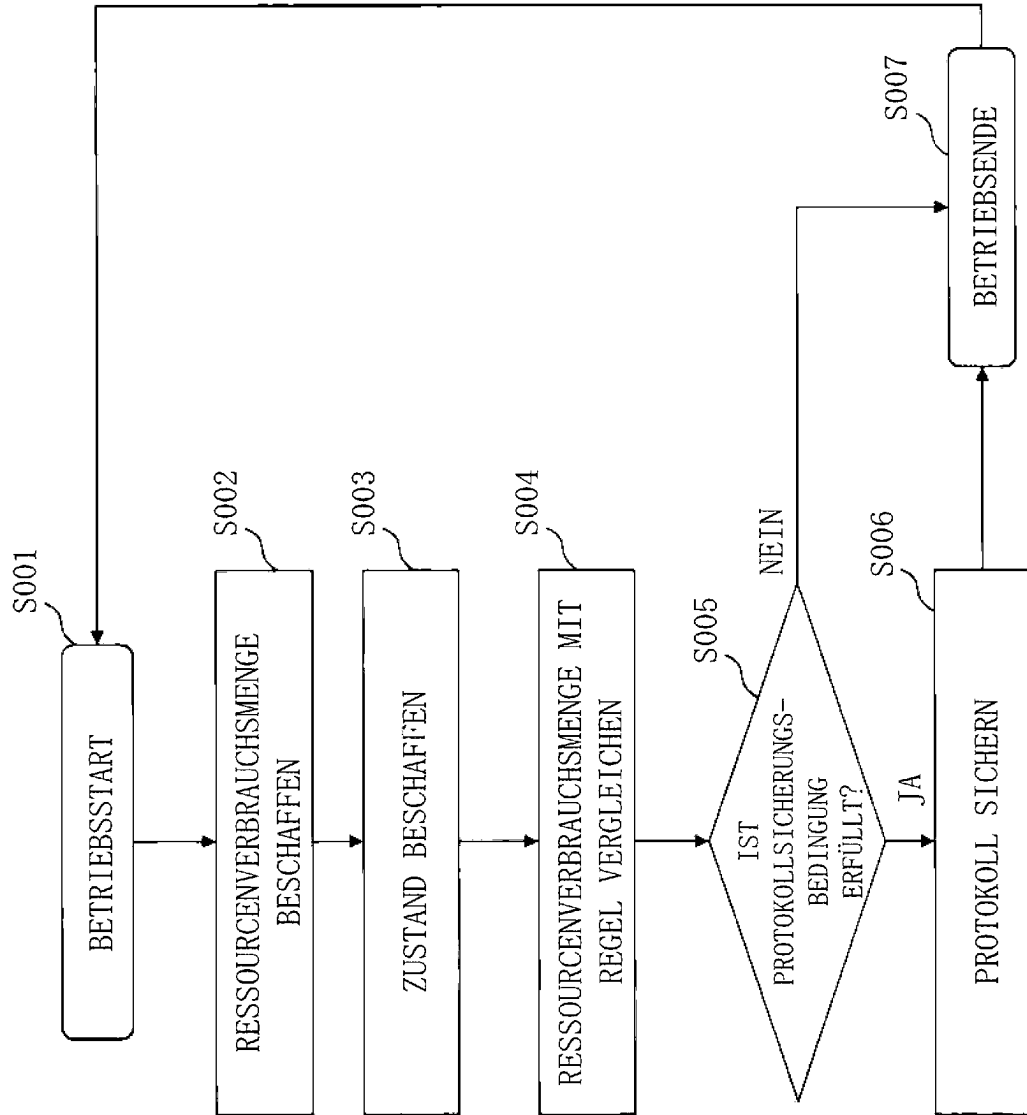 S001
BETRIEBSSTART
S002
RESSOURCENVERBRAUCHSMENGE
BESCHAFFEN
S003
ZUSTAND BESCHAFFEN
S004
RESSOURCENVERBRAUCHSMENGE MIT
REGEL VERGLEICHEN
S005
IST
PROTOKOLLSICHERUNGS-
BEDINGUNG
ERFÜLLT?
NEIN
JA
S006
PROTOKOLL SICHERN
S007
BETRIEBSENDE